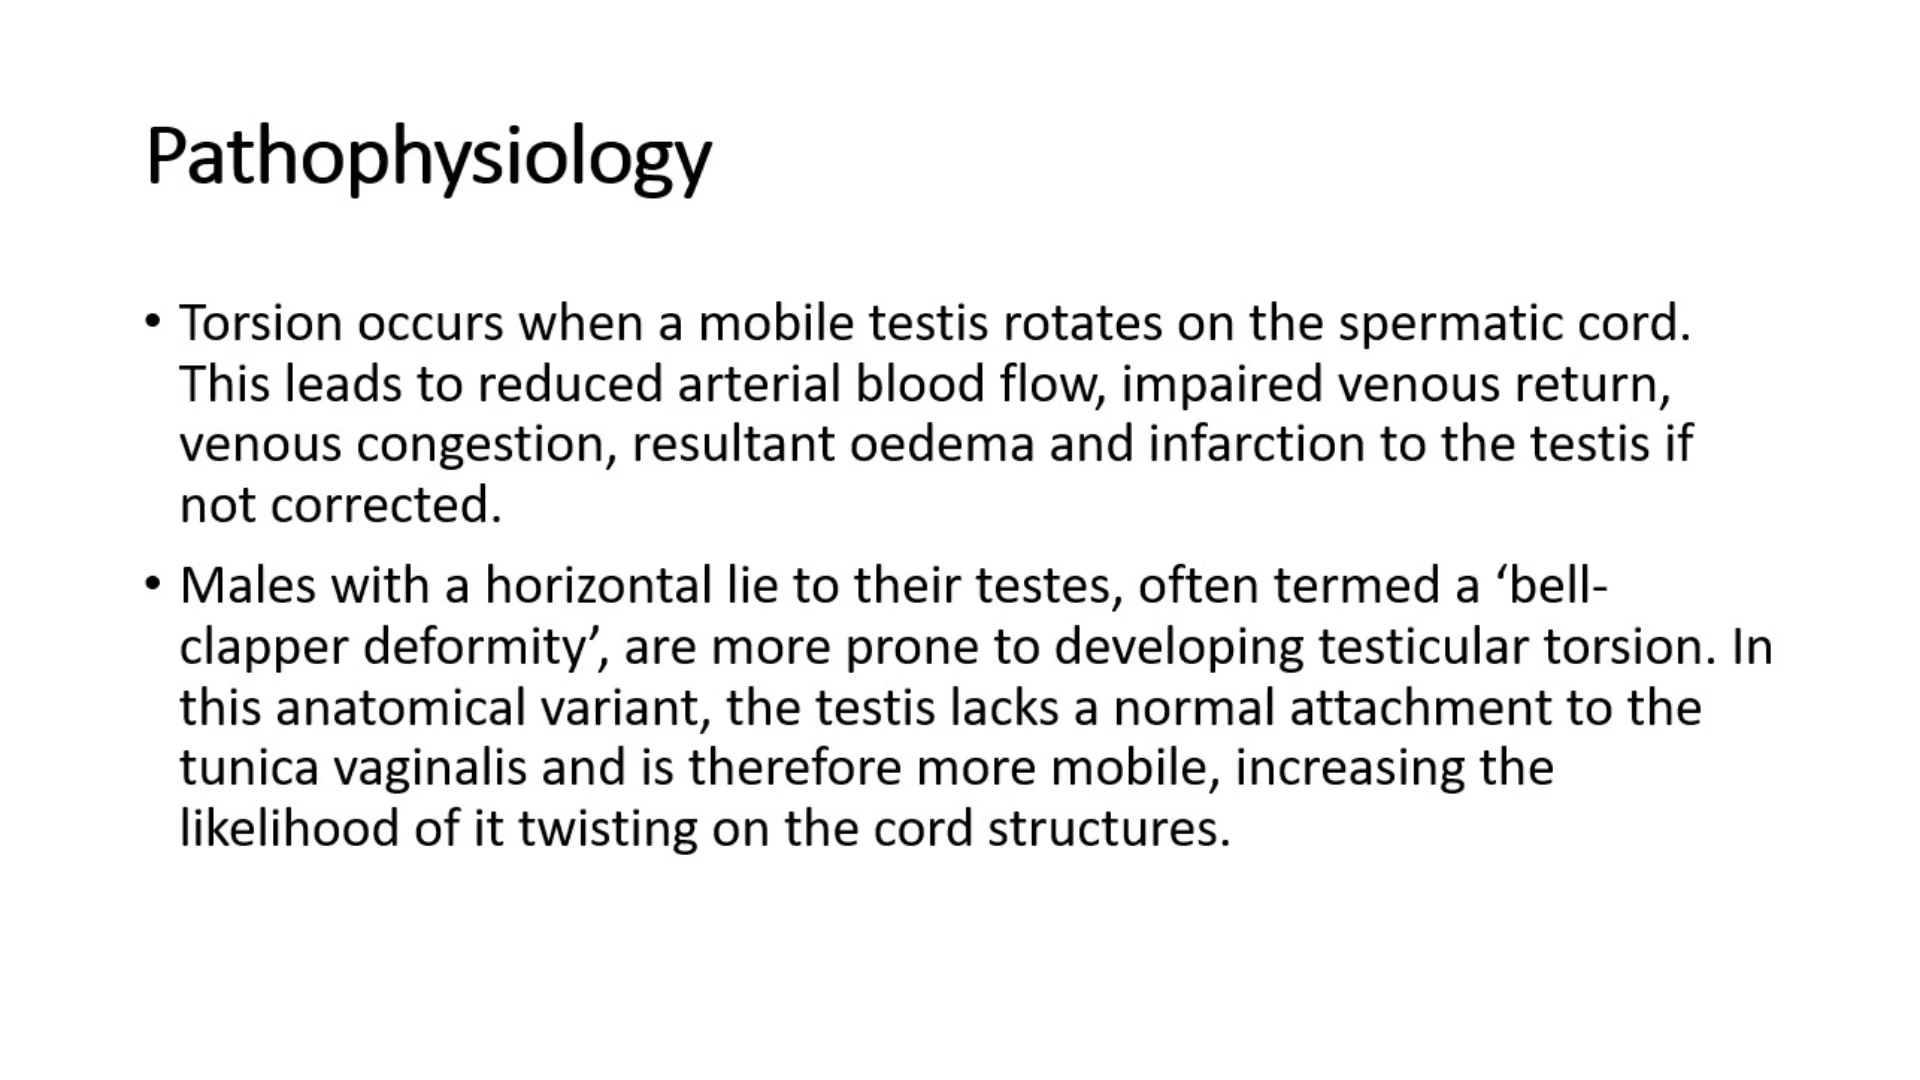 Pathophysiology
• Torsion occurs when a mobile testis rotates on the spermatic cord.
This leads to reduced arterial blood flow, impaired venous return,
venous congestion, resultant oedema and infarction to the testis if
not corrected.
• Males with a horizontal lie to their testes, often termed a ‘bell-
clapper deformity’, are more prone to developing testicular torsion. In
this anatomical variant, the testis lacks a normal attachment to the
tunica vaginalis and is therefore more mobile, increasing the
likelihood of it twisting on the cord structures.